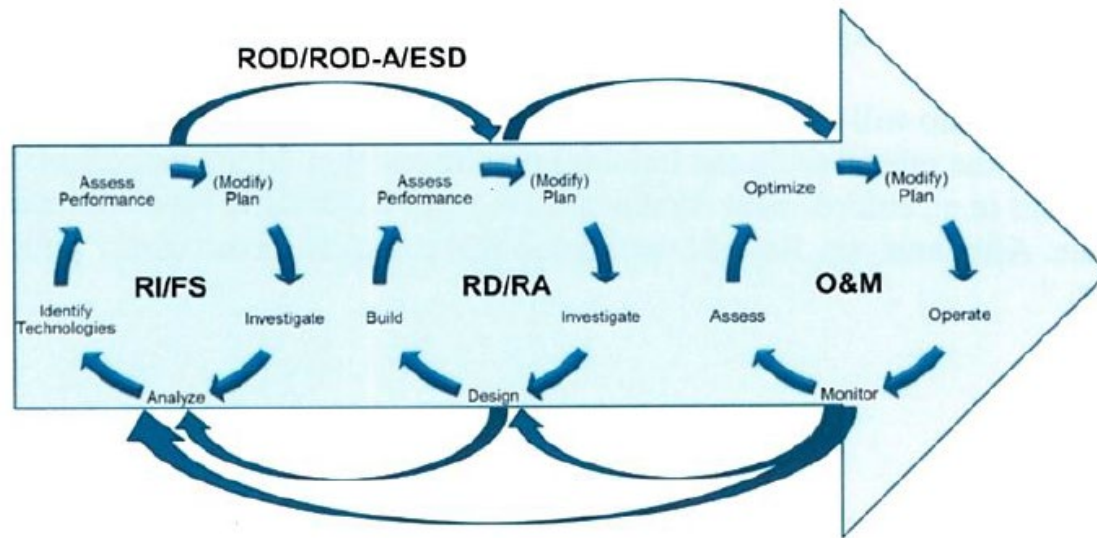 ROD/ROD-A/ESD
Assess
Performance
(Modify)
Plan
Investigate
Analyze
Identify
Technologies
RI/FS
Assess
Performance
(Modify)
Plan
Investigate
Design
Build
RD/RA
Optimize
(Modify)
Plan
Operate
Monitor
Assess
O&M